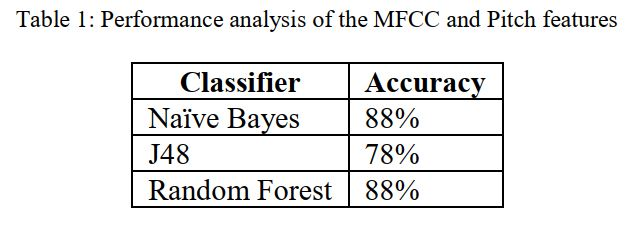 Table 1: Performance analysis of the MFCC and Pitch features
Classifier Accuracy
Naïve Bayes 88%
J48 78%
Random Forest 88%